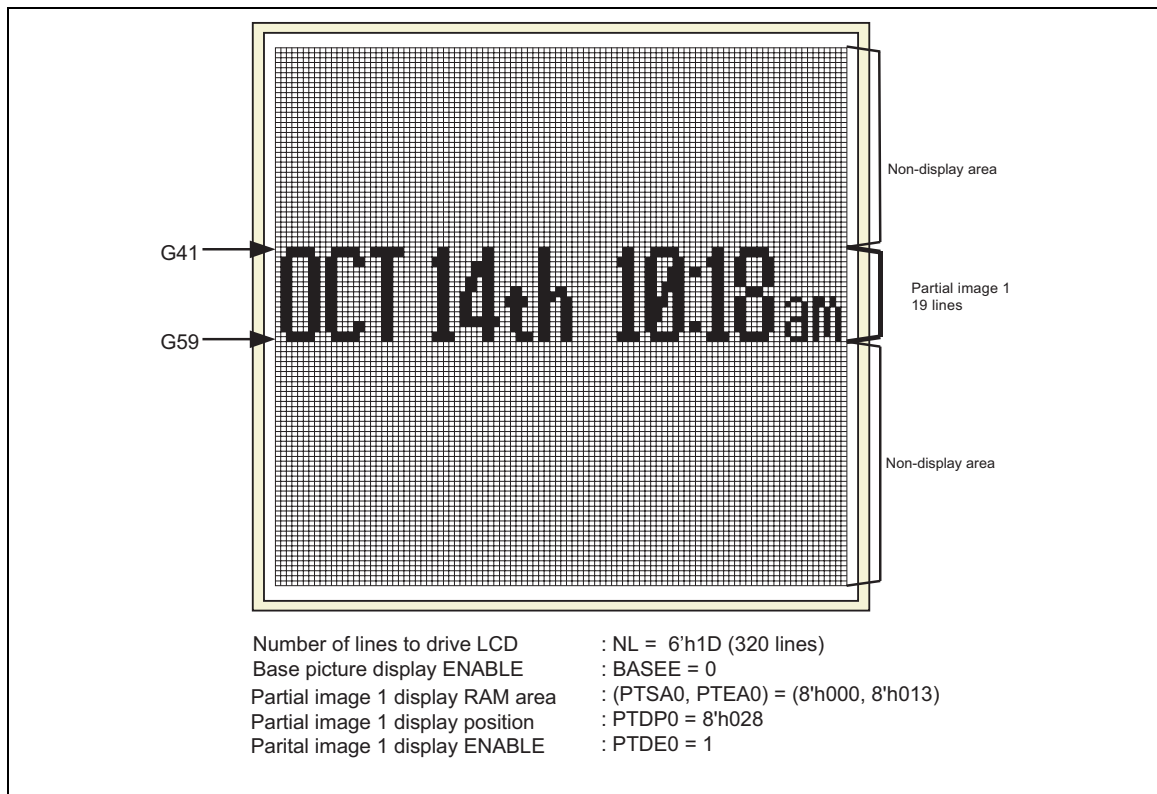 Non-display area
G41
OCT 14th 10:18 am
Partial image 1
19 lines
G59
Non-display area
Number of lines to drive LCD : NL = 6'h1D (320 lines)
Base picture display ENABLE : BASEE = 0
Partial image 1 display RAM area : (PTSA0, PTEA0) = (8'h000, 8'h013)
Partial image 1 display position : PTDP0 = 8'h028
Parital image 1 display ENABLE : PTDE0 = 1